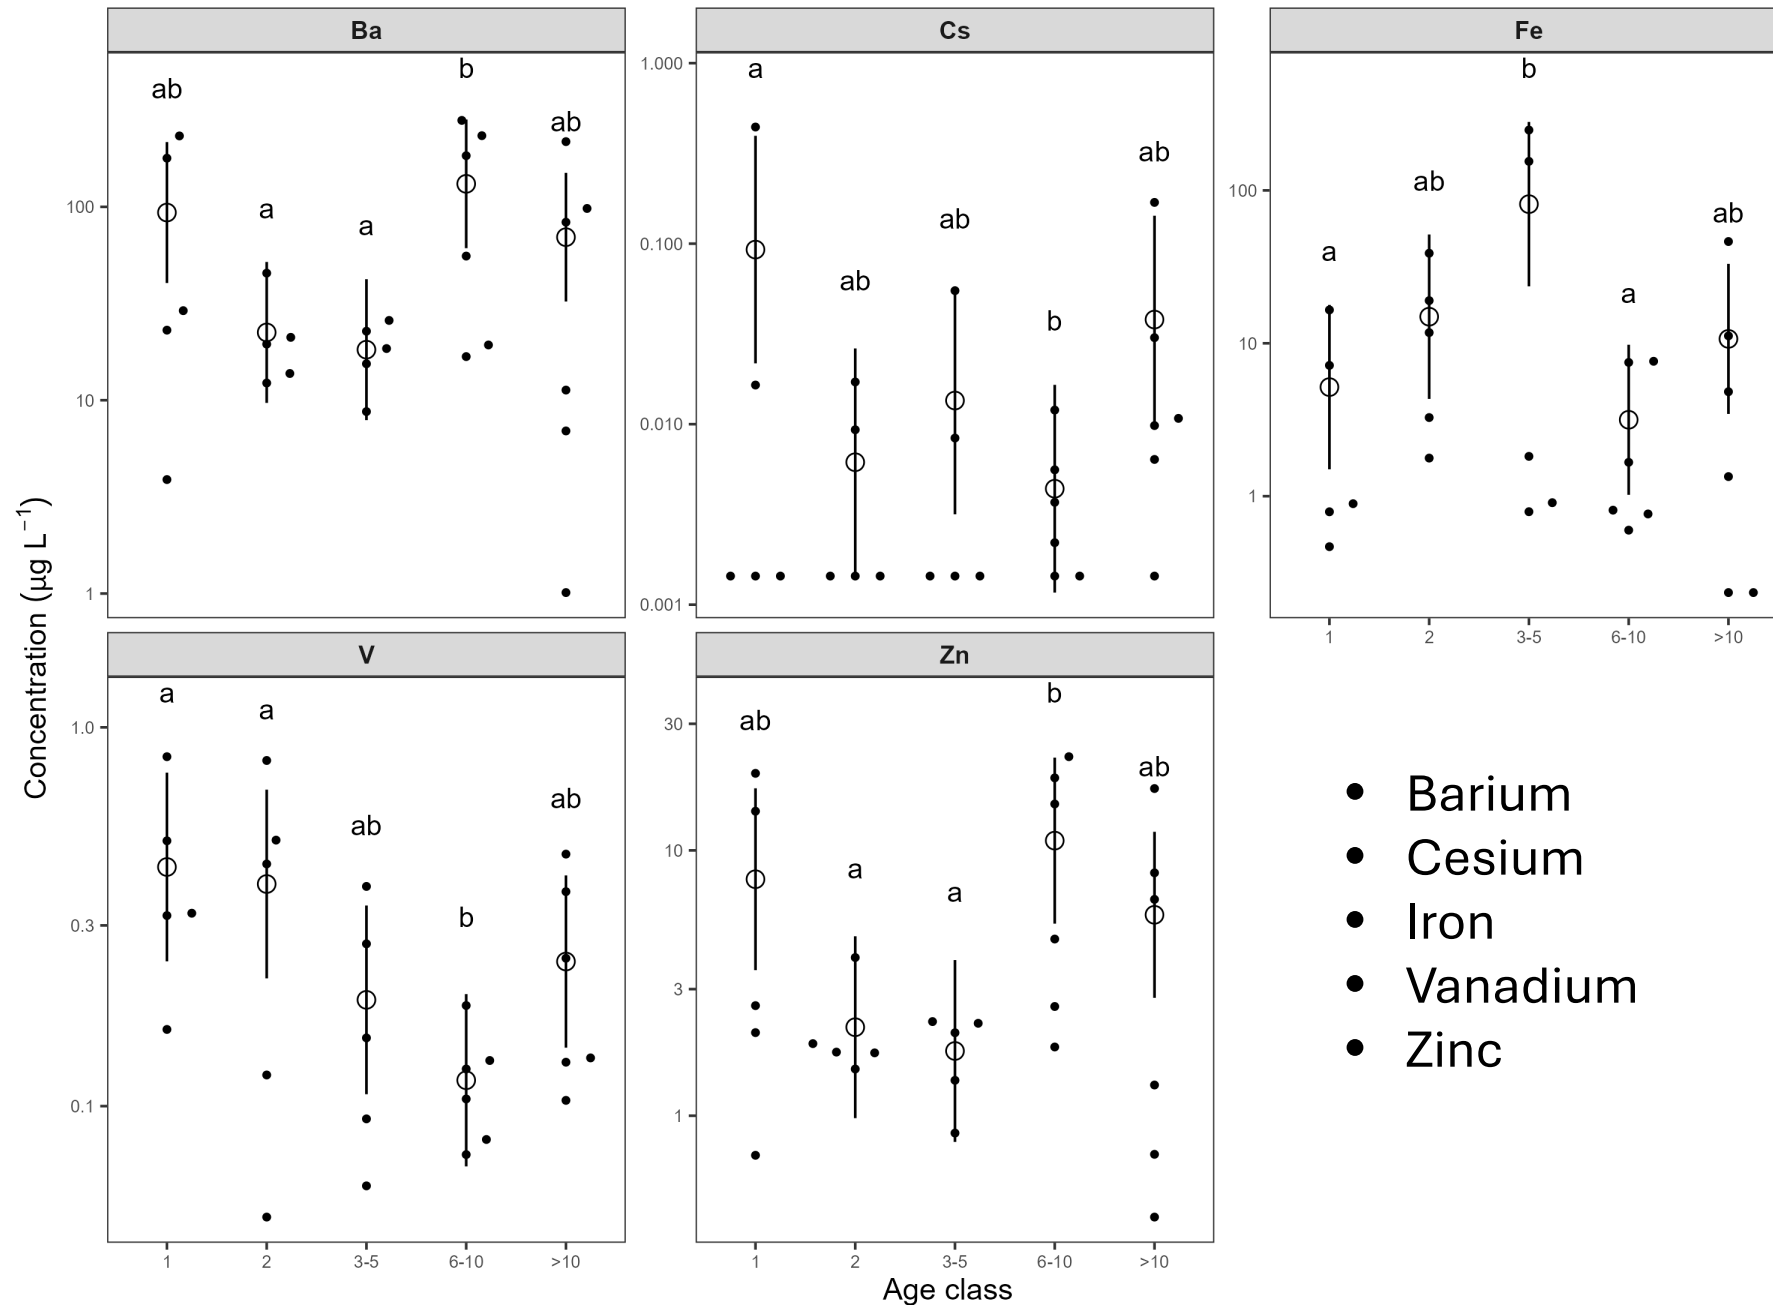 Ba
Cs
Fe
ab
a
a
b
ab
100
10
1
a
ab
ab
b
ab
1.000
0.100
0.010
0.001
a
ab
b
a
ab
100
10
1
1
2
3-5
6-10
>10
Concentration (µg L⁻¹)
V
Zn
a
a
ab
b
ab
1.0
0.3
0.1
1
2
3-5
6-10
>10
ab
a
a
b
ab
30
10
3
1
1
2
3-5
6-10
>10
Age class
• Barium
• Cesium
• Iron
• Vanadium
• Zinc